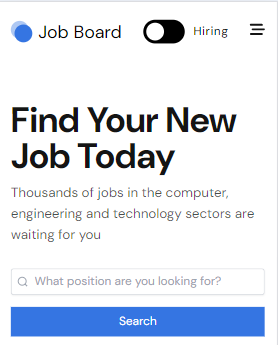 Job Board
Hiring
Find Your New
Job Today
Thousands of jobs in the computer,
engineering and technology sectors are
waiting for you
What position are you looking for?
Search